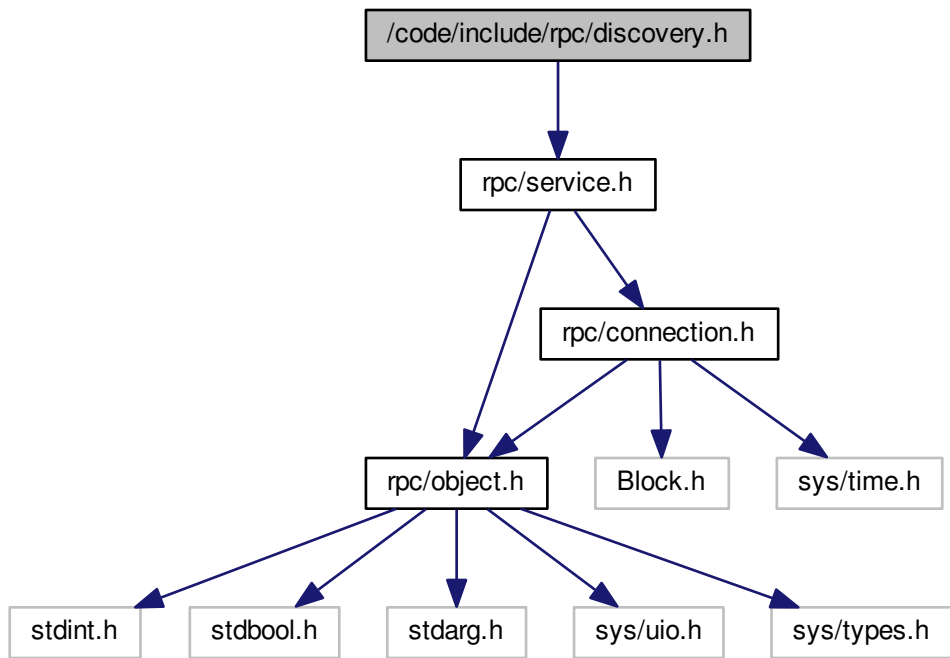 /code/include/rpc/discovery.h
rpc/service.h
rpc/connection.h
rpc/object.h
Block.h
sys/time.h
stdint.h
stdbool.h
stdarg.h
sys/uio.h
sys/types.h